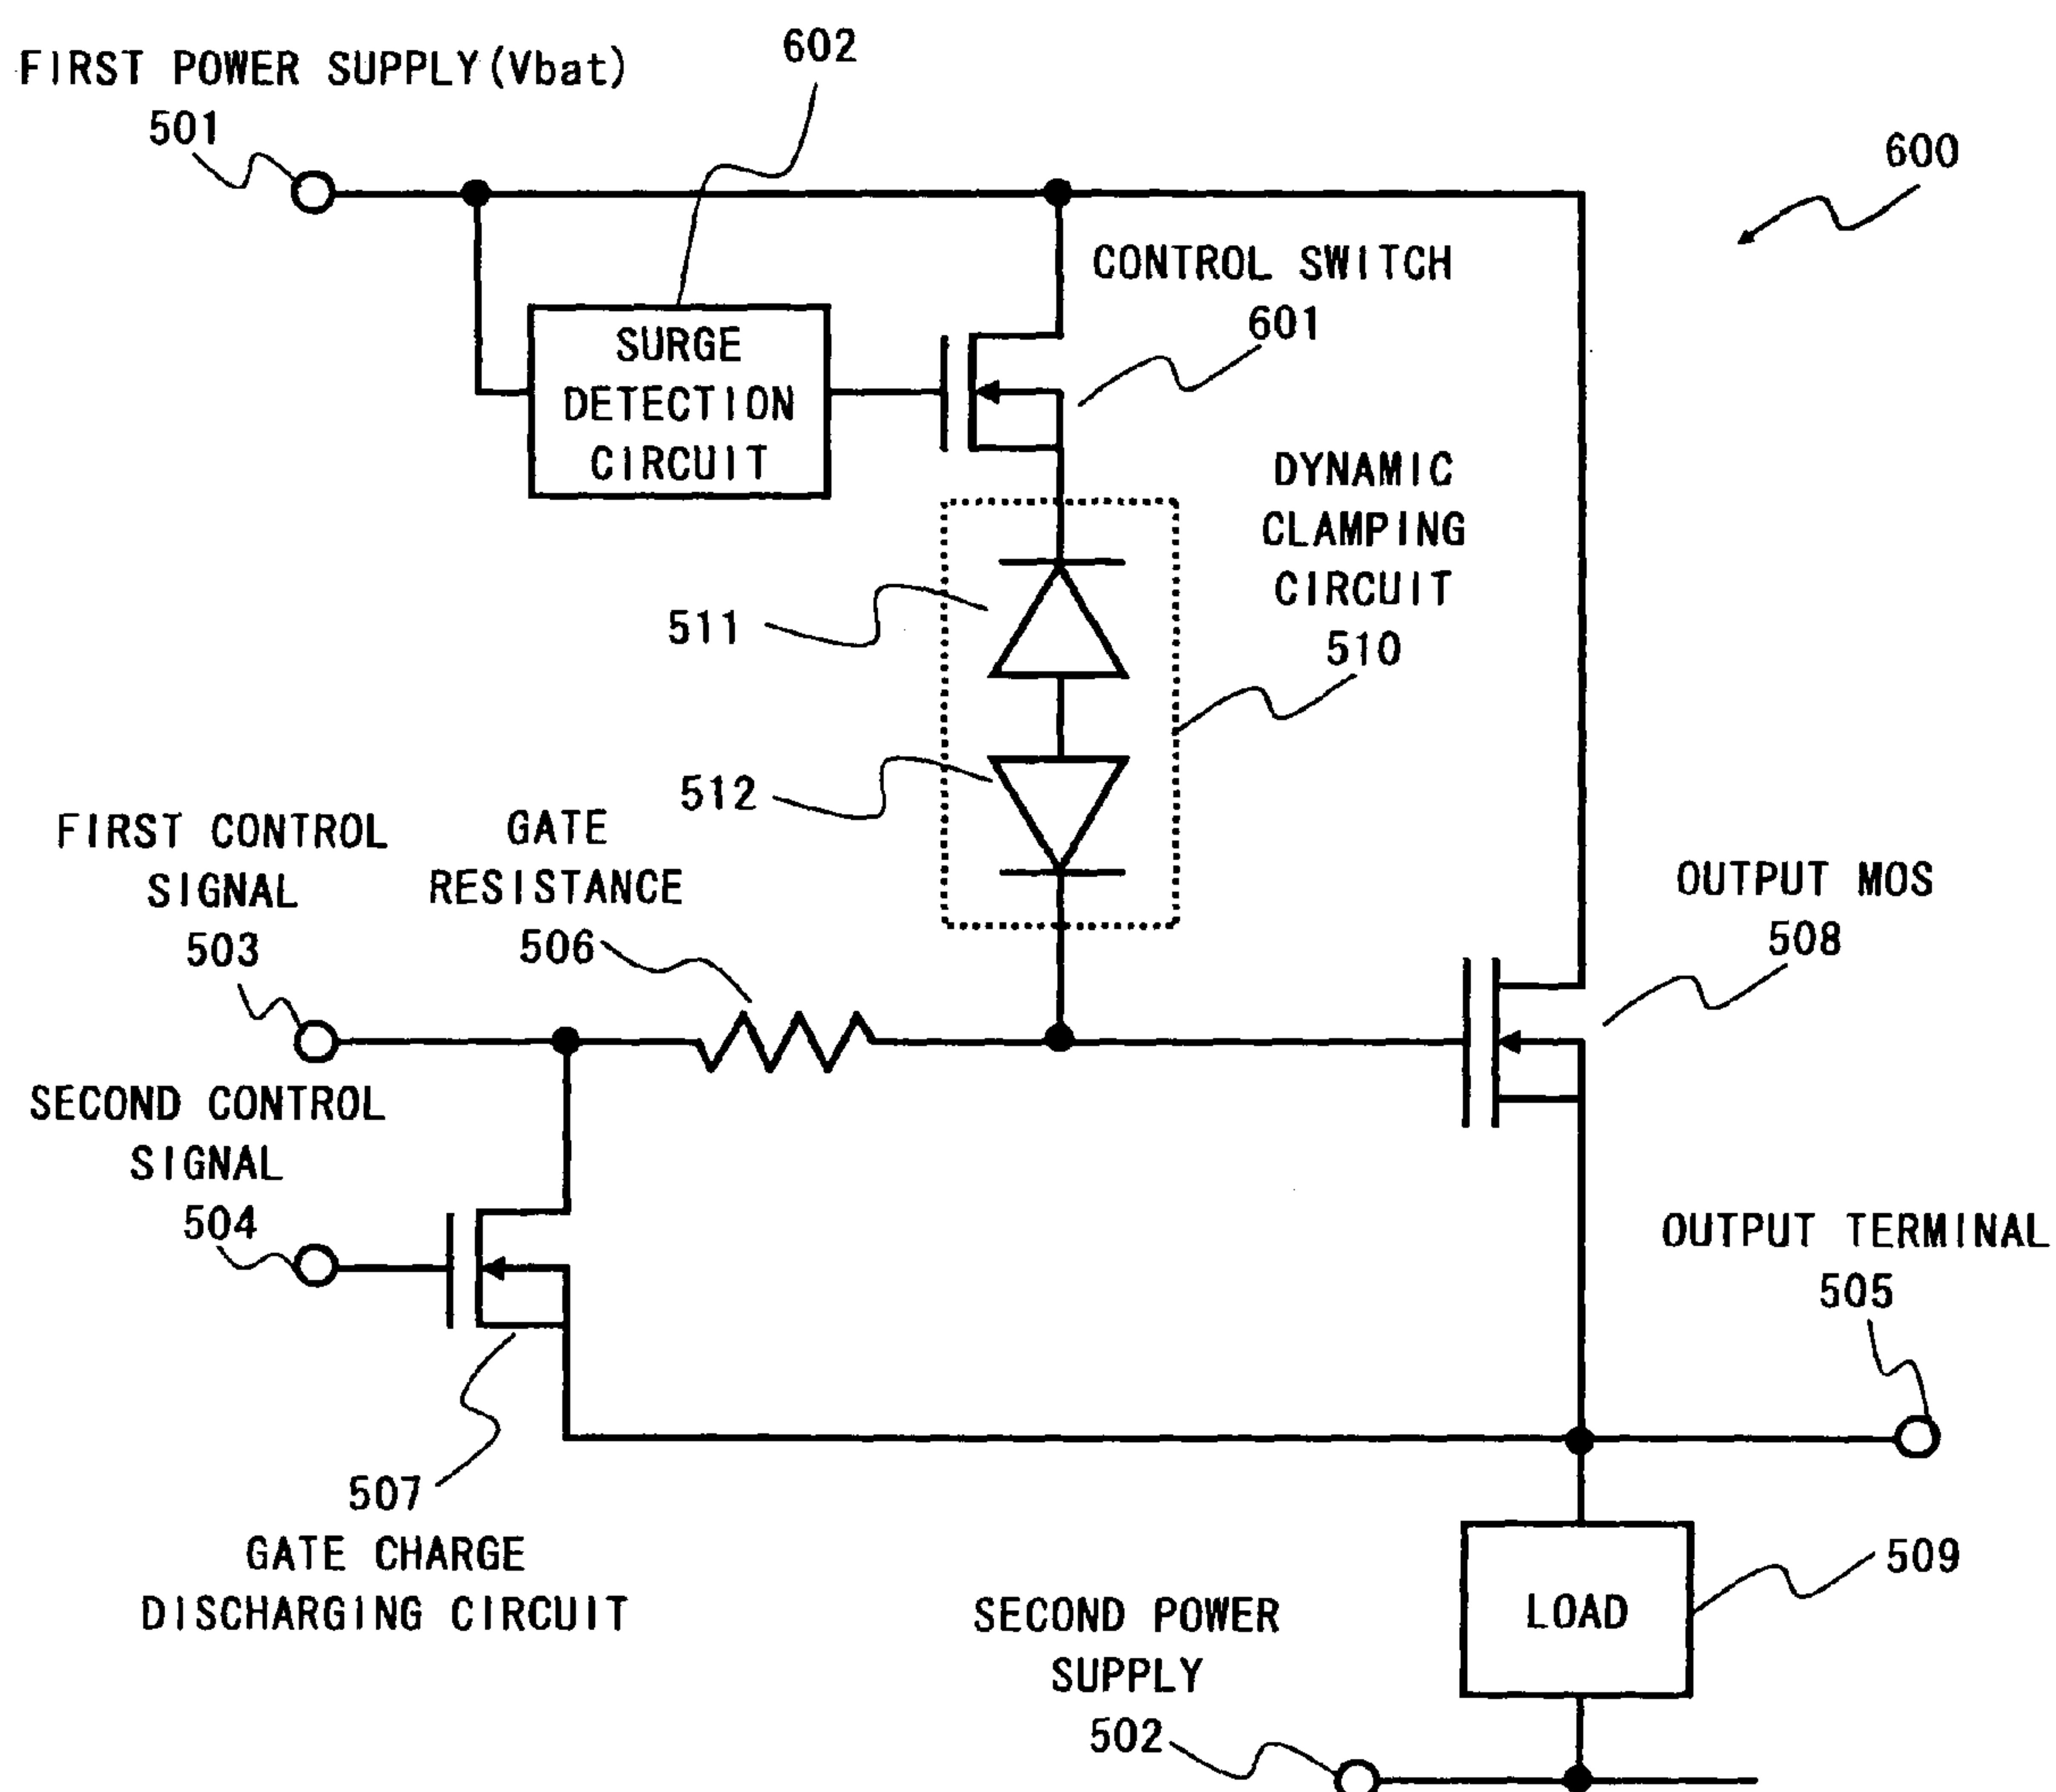 602
FIRST POWER SUPPLY(Vbat)
501
600
CONTROL SWITCH
601
SURGE
DETECTION
CIRCUIT
DYNAMIC
CLAMPING
CIRCUIT
510
511
512
FIRST CONTROL
SIGNAL
503
GATE
RESISTANCE
506
OUTPUT MOS
508
SECOND CONTROL
SIGNAL
504
OUTPUT TERMINAL
505
507
GATE CHARGE
DISCHARGING CIRCUIT
LOAD
509
SECOND POWER
SUPPLY
502